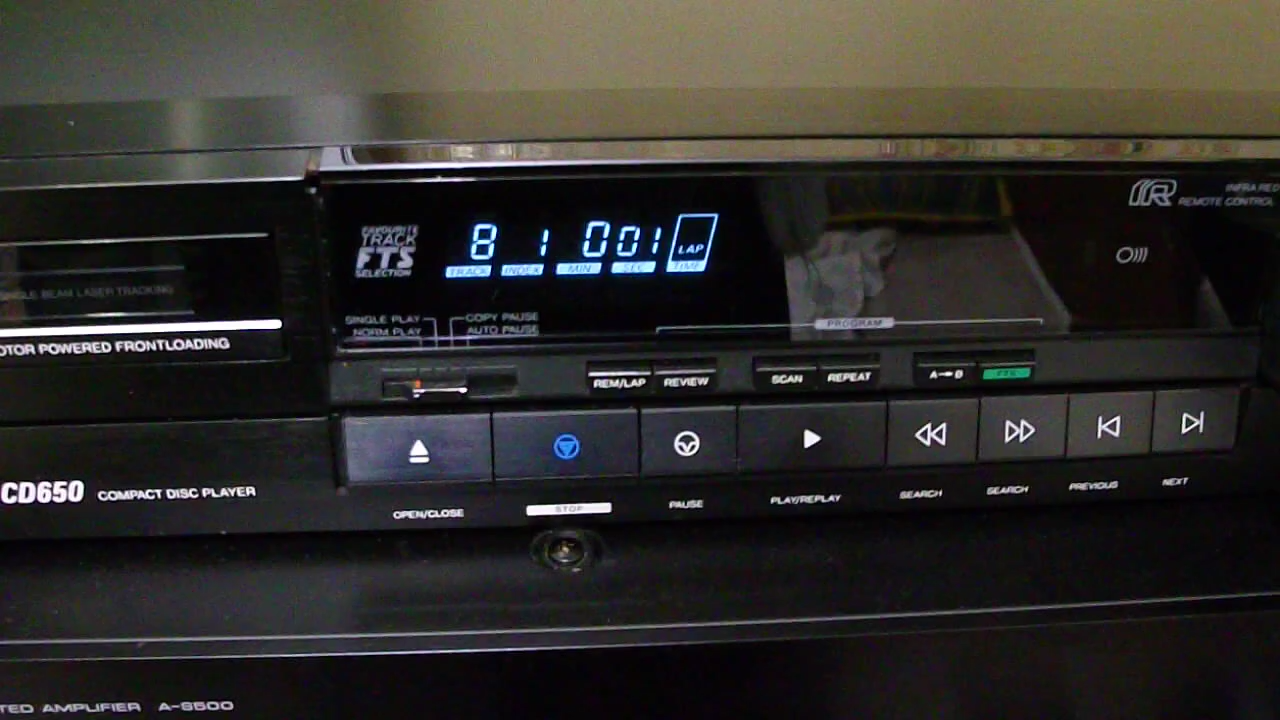 IR INFRA RED
REMOTE CONTROL
FAVOURITE
TRACK
FTS
SELECTION
8 1 0 01 LAP
TRACK INDEX MIN SEC TIME
SINGLE BEAM LASER TRACKING
OTOR POWERED FRONTLOADING
SINGLE PLAY COPY PAUSE
NORM. PLAY AUTO PAUSE
PROGRAM
REM/LAP REVIEW SCAN REPEAT A→B FTS
CD650 COMPACT DISC PLAYER
OPEN/CLOSE STOP PAUSE PLAY/REPLAY SEARCH SEARCH PREVIOUS NEXT
TED AMPLIFIER A-S500